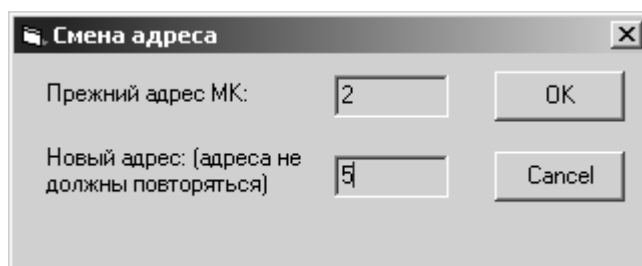 Смена адреса
Прежний адрес МК:
2
OK
Новый адрес: (адреса не
должны повторяться)
5
Cancel